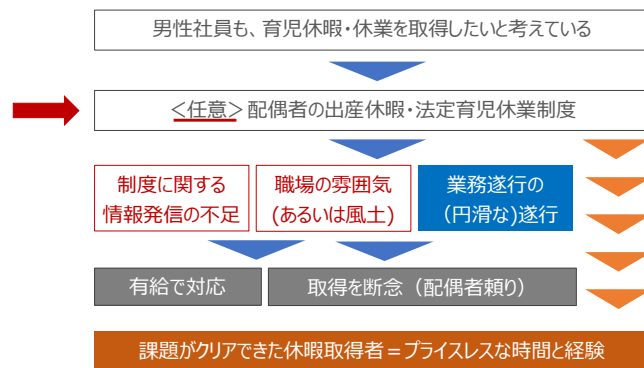 男性社員も、育児休暇・休業を取得したいと考えている
＜任意＞配偶者の出産休暇・法定育児休業制度
制度に関する
情報発信の不足
職場の雰囲気
(あるいは風土)
業務遂行の
（円滑な)遂行
有給で対応
取得を断念（配偶者頼り）
課題がクリアできた休暇取得者＝プライスレスな時間と経験